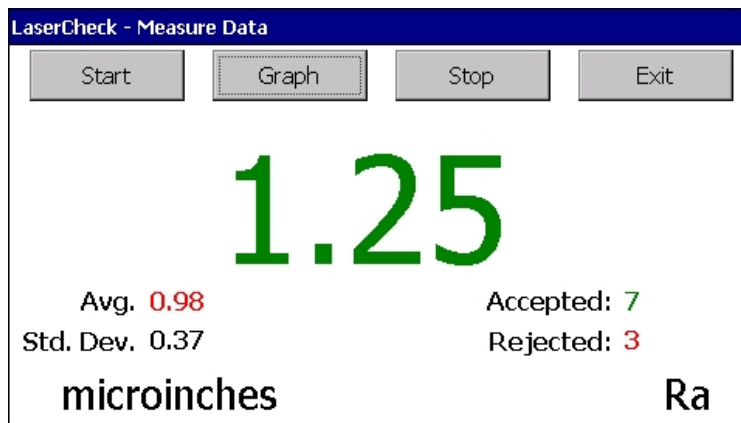 LaserCheck - Measure Data
Start Graph Stop Exit
1.25
Avg. 0.98 Accepted: 7
Std. Dev. 0.37 Rejected: 3
microinches Ra